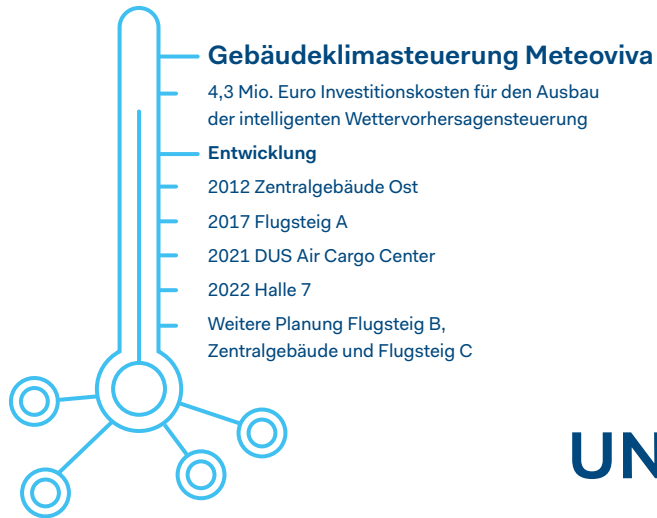 Gebäudeklimasteuerung Meteoviva
4,3 Mio. Euro Investitionskosten für den Ausbau
der intelligenten Wettervorhersagensteuerung
Entwicklung
2012 Zentralgebäude Ost
2017 Flugsteig A
2021 DUS Air Cargo Center
2022 Halle 7
Weitere Planung Flugsteig B,
Zentralgebäude und Flugsteig C
UN